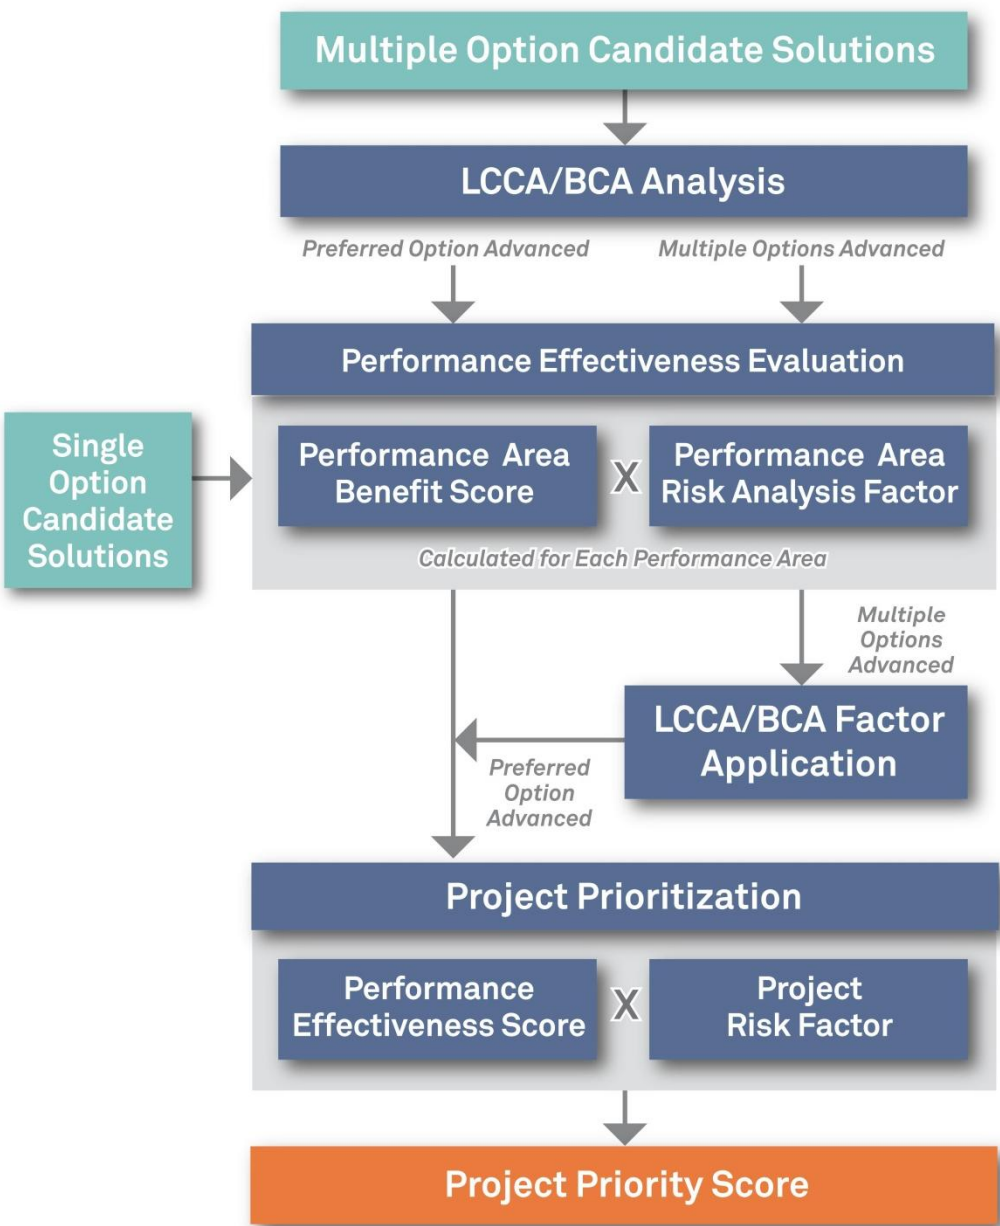 Multiple Option Candidate Solutions
LCCA/BCA Analysis
Preferred Option Advanced
Multiple Options Advanced
Performance Effectiveness Evaluation
Single
Option
Candidate
Solutions
Performance Area
Benefit Score
X
Performance Area
Risk Analysis Factor
Calculated for Each Performance Area
Multiple
Options
Advanced
LCCA/BCA Factor
Application
Preferred
Option
Advanced
Project Prioritization
Performance
Effectiveness Score
X
Project
Risk Factor
Project Priority Score